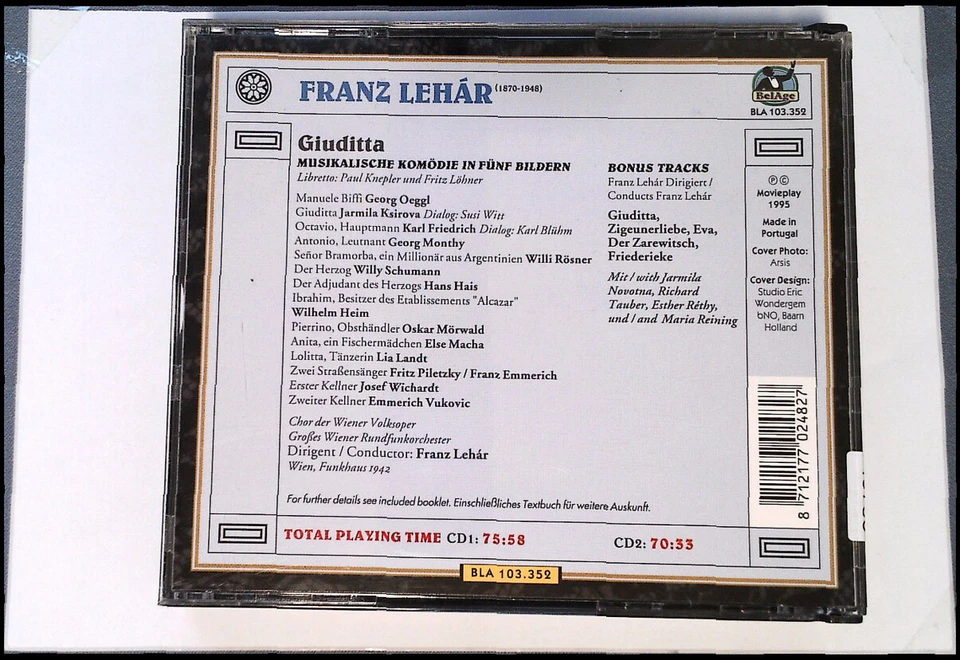 FRANZ LEHÁR (1870-1948)
BelAge
BLA 103.352
Giuditta
MUSIKALISCHE KOMÖDIE IN FÜNF BILDERN
Libretto: Paul Knepler und Fritz Löhner
Manuele Biffi Georg Oeggl
Giuditta Jarmila Ksirova Dialog: Susi Witt
Octavio, Hauptmann Karl Friedrich Dialog: Karl Blühm
Antonio, Leutnant Georg Monthy
Señor Bramorba, ein Millionär aus Argentinien Willi Rösner
Der Herzog Willy Schumann
Der Adjudant des Herzogs Hans Hais
Ibrahim, Besitzer des Etablissements "Alcazar"
Wilhelm Heim
Pierrino, Obsthändler Oskar Mörwald
Anita, ein Fischermädchen Else Macha
Lolitta, Tänzerin Lia Landt
Zwei Straßensänger Fritz Piletzky / Franz Emmerich
Erster Kellner Josef Wichardt
Zweiter Kellner Emmerich Vukovic
Chor der Wiener Volksoper
Großes Wiener Rundfunkorchester
Dirigent / Conductor: Franz Lehár
Wien, Funkhaus 1942
BONUS TRACKS
Franz Lehár Dirigiert /
Conducts Franz Lehár
Giuditta,
Zigeunerliebe, Eva,
Der Zarewitsch,
Friederieke
Mit / with Jarmila
Novotna, Richard
Tauber, Esther Réthy,
und / and Maria Reining
℗ ©
Movieplay
1995
Made in
Portugal
Cover Photo:
Arsis
Cover Design:
Studio Eric
Wondergem
bNO, Baarn
Holland
8 712177 024827
For further details see included booklet. Einschließliches Textbuch für weitere Auskunft.
TOTAL PLAYING TIME CD1: 75:58 CD2: 70:33
BLA 103.352